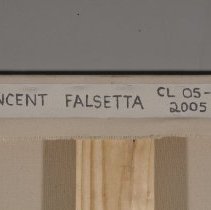 NCENT FALSETTA CL 05-
2005